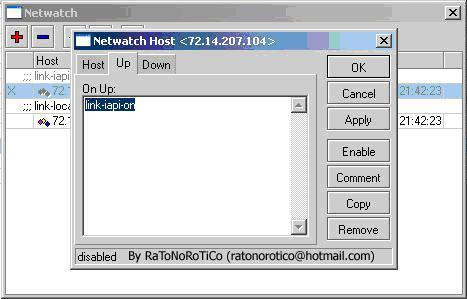 Netwatch
Host
;;; link-iapi
X 72.
21:42:23
;;; link-loca
72.1
21:42:23
Netwatch Host <72.14.207.104>
Host Up Down
On Up:
link-iapi-on
OK
Cancel
Apply
Enable
Comment
Copy
Remove
disabled By RaToNoRoTiCo (ratonorotico@hotmail.com)